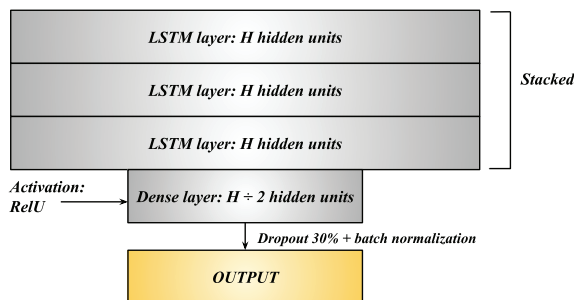 LSTM layer: H hidden units
LSTM layer: H hidden units
Stacked
LSTM layer: H hidden units
Activation:
RelU
Dense layer: H ÷ 2 hidden units
Dropout 30% + batch normalization
OUTPUT